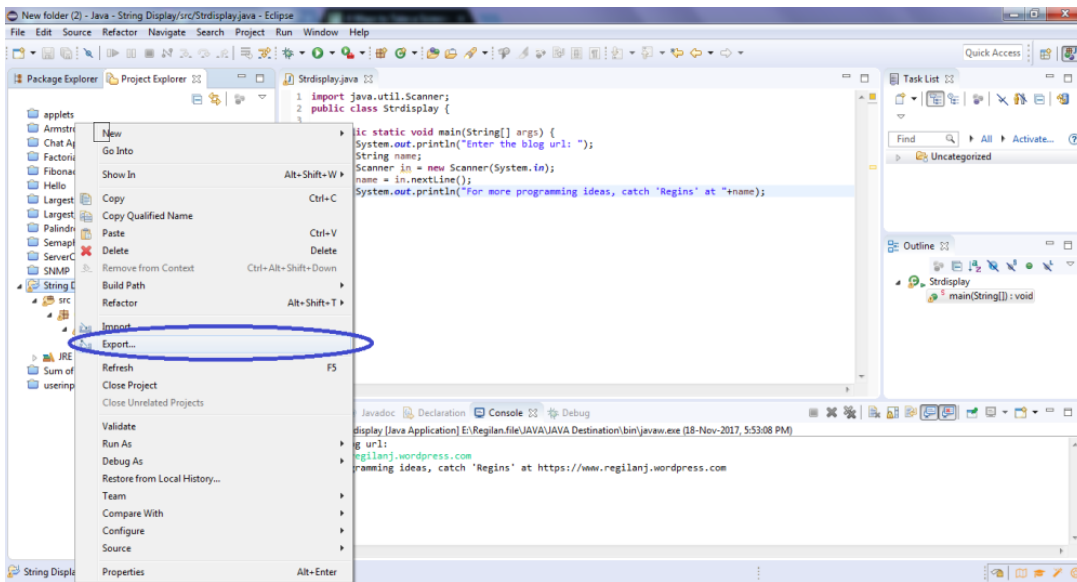 New folder (2) - Java - String Display/src/Strdisplay.java - Eclipse
File Edit Source Refactor Navigate Search Project Run Window Help
Quick Access
Package Explorer Project Explorer
applets
Armstr
Chat Ap
Factoria
Fibonac
Hello
Largest
Largest
Palindr
Semaph
ServerC
SNMP
String D
src
JRE
Sum of
userinp
New
Go Into
Show In Alt+Shift+W
Copy Ctrl+C
Copy Qualified Name
Paste Ctrl+V
Delete Delete
Remove from Context Ctrl+Alt+Shift+Down
Build Path
Refactor Alt+Shift+T
Import...
Export...
Refresh F5
Close Project
Close Unrelated Projects
Validate
Run As
Debug As
Restore from Local History...
Team
Compare With
Configure
Source
Properties Alt+Enter
Strdisplay.java
1 import java.util.Scanner;
2 public class Strdisplay {
3
ic static void main(String[] args) {
System.out.println("Enter the blog url: ");
String name;
Scanner in = new Scanner(System.in);
name = in.nextLine();
System.out.println("For more programming ideas, catch 'Regins' at "+name);
Task List
Find All Activate...
Uncategorized
Outline
Strdisplay
S main(String[]) : void
Javadoc Declaration Console Debug
display [Java Application] E:\Regilan.file\JAVA\JAVA Destination\bin\javaw.exe (18-Nov-2017, 5:53:08 PM)
g url:
egilanj.wordpress.com
ramming ideas, catch 'Regins' at https://www.regilanj.wordpress.com
String Displa